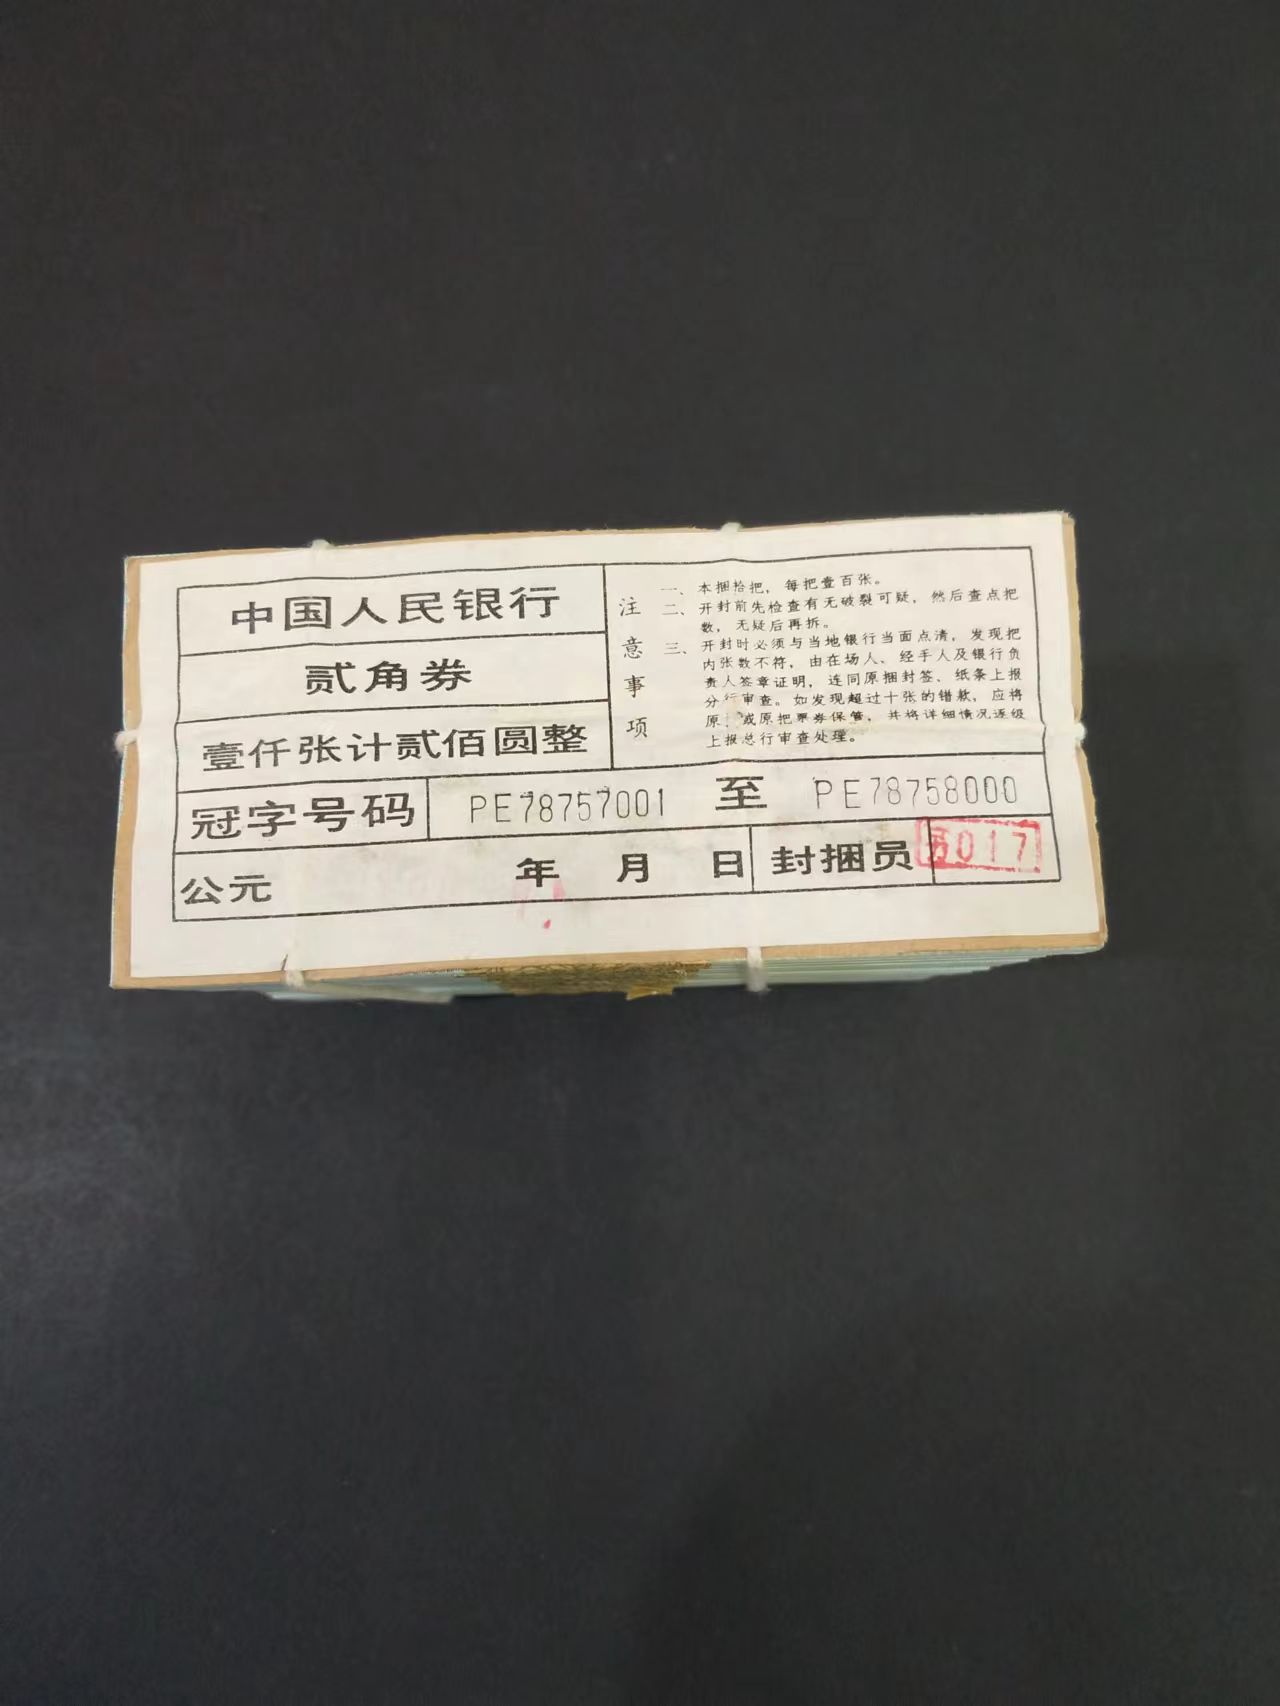 中国人民银行
贰角券
壹仟张计贰佰圆整
注意事项
一、本捆拾把，每把壹百张。
二、开封前先检查有无破裂可疑，然后查点把
数，无疑后再拆。
三、开封时必须与当地银行当面点清，发现把
内张数不符，由在场人、经手人及银行负
责人签章证明，连同原捆封签、纸条上报
分行审查。如发现超过十张的错款，应将
原 或原把票券保管，并将详细情况逐级
上报总行审查处理。
冠字号码 PE78757001 至 PE78758000
公元 年 月 日 封捆员 017